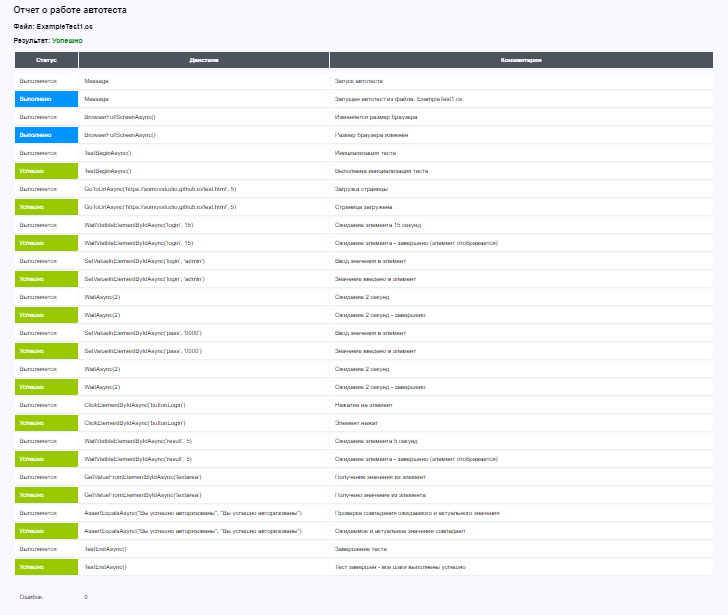 Отчет о работе автотеста
Файл: ExampleTest1.cs
Результат: Успешно
Статус Действие Комментарии
Выполняется Message Запуск автотеста
Выполнено Message Запущен автотест из файла: ExampleTest1.cs
Выполняется BrowserFullScreenAsync() Изменяется размер браузера
Выполнено BrowserFullScreenAsync() Размер браузера изменён
Выполняется TestBeginAsync() Инициализация теста
Успешно TestBeginAsync() Выполнена инициализация теста
Выполняется GoToUrlAsync('https://somovstudio.github.io/test.html', 5) Загрузка страницы
Успешно GoToUrlAsync('https://somovstudio.github.io/test.html', 5) Страница загружена
Выполняется WaitVisibleElementByIdAsync('login', 15) Ожидание элемента 15 секунд
Успешно WaitVisibleElementByIdAsync('login', 15) Ожидание элемента - завершено (элемент отображается)
Выполняется SetValueInElementByIdAsync('login', 'admin') Ввод значения в элемент
Успешно SetValueInElementByIdAsync('login', 'admin') Значение введено в элемент
Выполняется WaitAsync(2) Ожидание 2 секунд
Успешно WaitAsync(2) Ожидание 2 секунд - завершено
Выполняется SetValueInElementByIdAsync('pass', '0000') Ввод значения в элемент
Успешно SetValueInElementByIdAsync('pass', '0000') Значение введено в элемент
Выполняется WaitAsync(2) Ожидание 2 секунд
Успешно WaitAsync(2) Ожидание 2 секунд - завершено
Выполняется ClickElementByIdAsync('buttonLogin') Нажатие на элемент
Успешно ClickElementByIdAsync('buttonLogin') Элемент нажат
Выполняется WaitVisibleElementByIdAsync('result', 5) Ожидание элемента 5 секунд
Успешно WaitVisibleElementByIdAsync('result', 5) Ожидание элемента - завершено (элемент отображается)
Выполняется GetValueFromElementByIdAsync('textarea') Получение значения из элемент
Успешно GetValueFromElementByIdAsync('textarea') Получено значение из элемента
Выполняется AssertEqualsAsync("Вы успешно авторизованы", "Вы успешно авторизованы") Проверка совпадения ожидаемого и актуального значения
Успешно AssertEqualsAsync("Вы успешно авторизованы", "Вы успешно авторизованы") Ожидаемое и актуальное значение совпадают
Выполняется TestEndAsync() Завершение теста
Успешно TestEndAsync() Тест завершен - все шаги выполнены успешно
Ошибок: 0